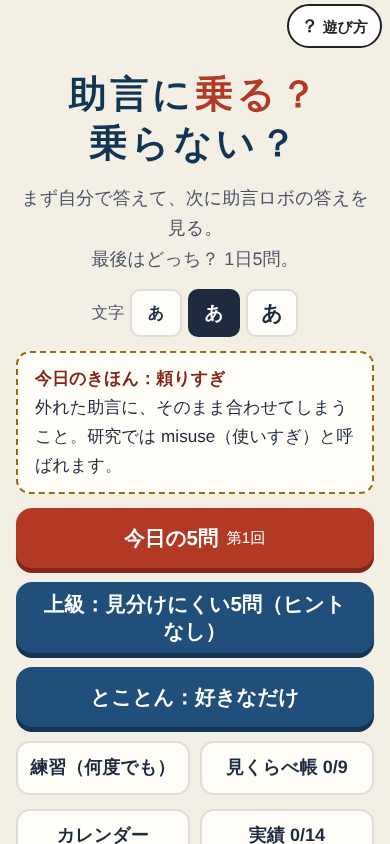 ？ 遊び方
助言に乗る？
乗らない？
まず自分で答えて、次に助言ロボの答えを
見る。
最後はどっち？ 1日5問。
文字 あ あ あ
今日のきほん：頼りすぎ
外れた助言に、そのまま合わせてしまう
こと。研究では misuse（使いすぎ）と呼
ばれます。
今日の5問 第1回
上級：見分けにくい5問（ヒント
なし）
とことん：好きなだけ
練習（何度でも） 見くらべ帳 0/9
カレンダー 実績 0/14